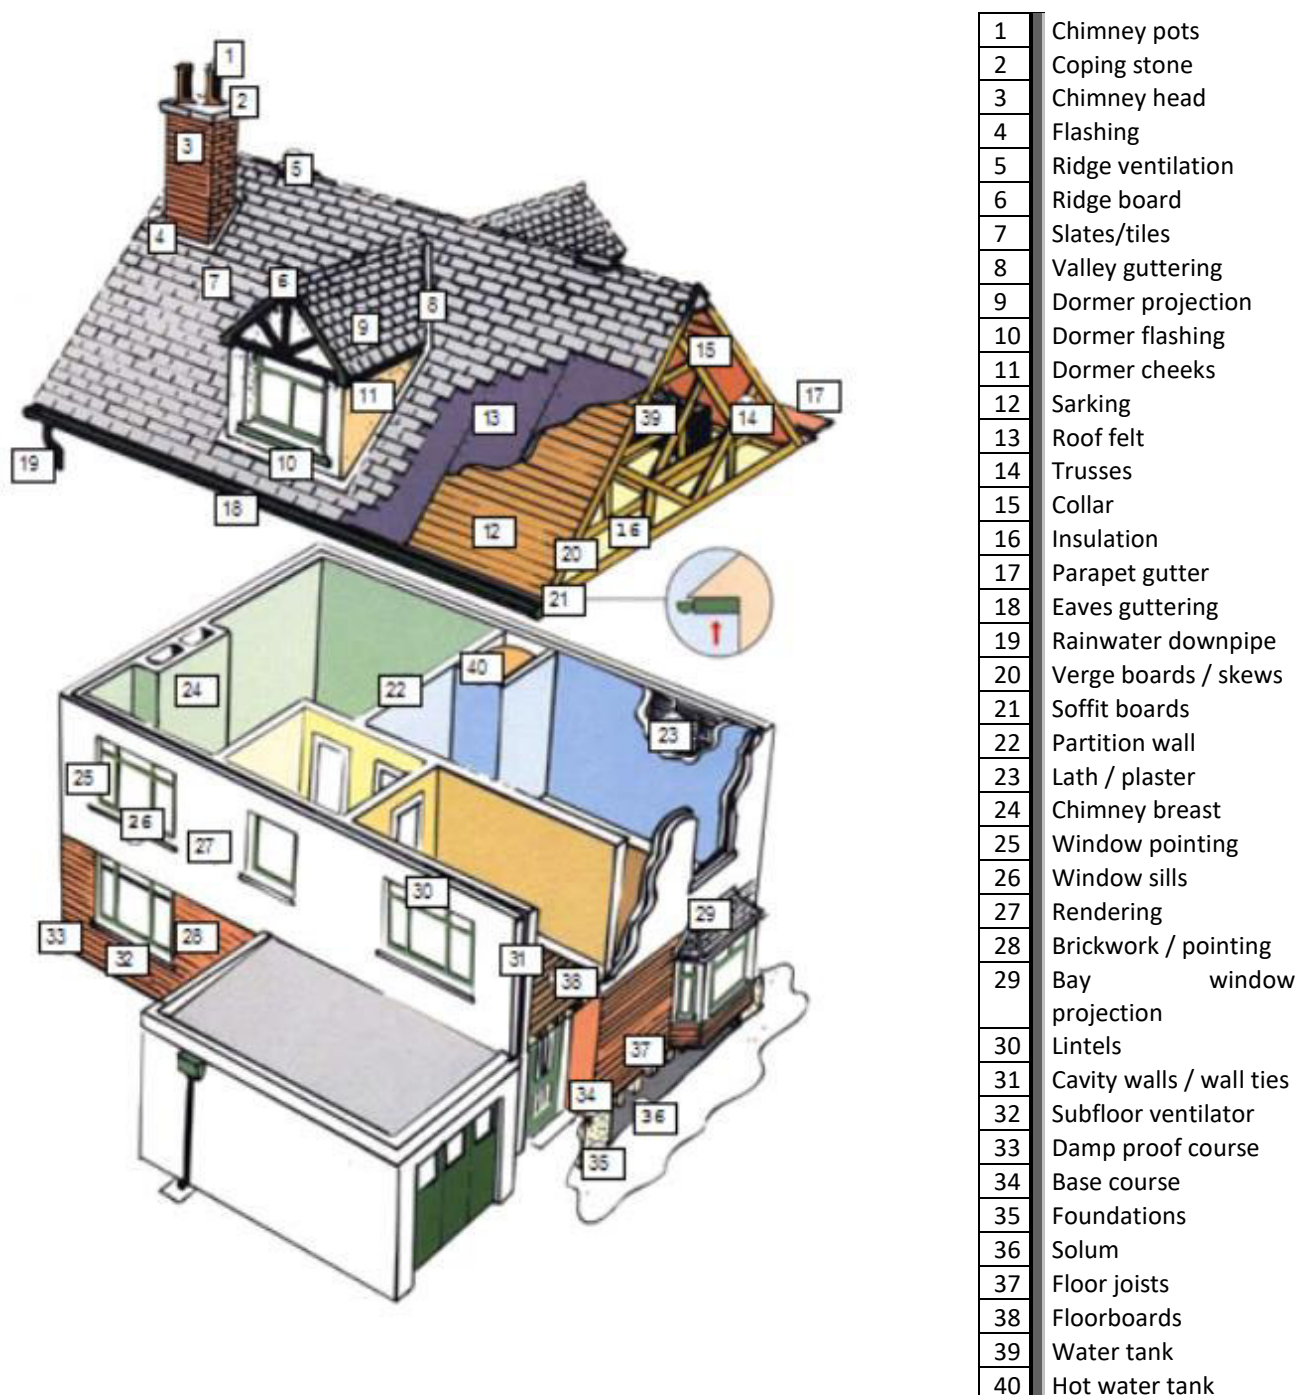 1
2
3
5
4
7
6
8
9
15
11
17
13
39
14
10
19
18
12
16
20
21
40
24
22
23
25
26
27
30
29
33
28
32
31
38
37
34
36
35
1 Chimney pots
2 Coping stone
3 Chimney head
4 Flashing
5 Ridge ventilation
6 Ridge board
7 Slates/tiles
8 Valley guttering
9 Dormer projection
10 Dormer flashing
11 Dormer cheeks
12 Sarking
13 Roof felt
14 Trusses
15 Collar
16 Insulation
17 Parapet gutter
18 Eaves guttering
19 Rainwater downpipe
20 Verge boards / skews
21 Soffit boards
22 Partition wall
23 Lath / plaster
24 Chimney breast
25 Window pointing
26 Window sills
27 Rendering
28 Brickwork / pointing
29 Bay window
projection
30 Lintels
31 Cavity walls / wall ties
32 Subfloor ventilator
33 Damp proof course
34 Base course
35 Foundations
36 Solum
37 Floor joists
38 Floorboards
39 Water tank
40 Hot water tank